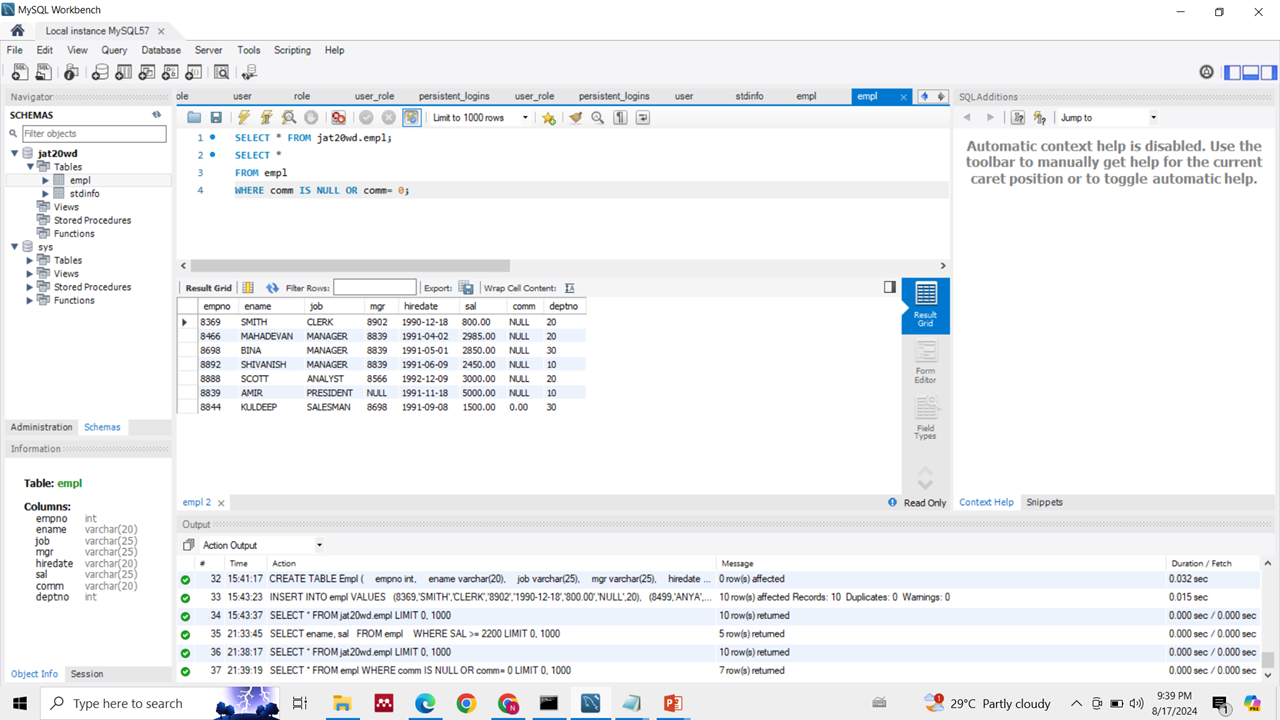 MySQL Workbench
Local instance MySQL57
File Edit View Query Database Server Tools Scripting Help
Navigator
SCHEMAS
Filter objects
jat20wd
Tables
empl
stdinfo
Views
Stored Procedures
Functions
sys
Tables
Views
Stored Procedures
Functions
Administration Schemas
Information
Table: empl
Columns:
empno int
ename varchar(20)
job varchar(25)
mgr varchar(25)
hiredate varchar(20)
sal varchar(25)
comm varchar(20)
deptno int
Object Info Session
ole user role user_role persistent_logins user_role persistent_logins user stdinfo empl empl
Limit to 1000 rows
1 SELECT * FROM jat20wd.empl;
2 SELECT *
3 FROM empl
4 WHERE comm IS NULL OR comm= 0;
Result Grid Filter Rows: Export: Wrap Cell Content:
empno ename job mgr hiredate sal comm deptno
8369 SMITH CLERK 8902 1990-12-18 800.00 NULL 20
8466 MAHADEVAN MANAGER 8839 1991-04-02 2985.00 NULL 20
8698 BINA MANAGER 8839 1991-05-01 2850.00 NULL 30
8892 SHIVANISH MANAGER 8839 1991-06-09 2450.00 NULL 10
8888 SCOTT ANALYST 8566 1992-12-09 3000.00 NULL 20
8839 AMIR PRESIDENT NULL 1991-11-18 5000.00 NULL 10
8844 KULDEEP SALESMAN 8698 1991-09-08 1500.00 0.00 30
Result
Grid
Form
Editor
Field
Types
empl 2
Read Only
SQLAdditions
Jump to
Automatic context help is disabled. Use the
toolbar to manually get help for the current
caret position or to toggle automatic help.
Context Help Snippets
Output
Action Output
# Time Action Message Duration / Fetch
32 15:41:17 CREATE TABLE Empl ( empno int, ename varchar(20), job varchar(25), mgr varchar(25), hiredate ... 0 row(s) affected 0.032 sec
33 15:43:23 INSERT INTO empl VALUES (8369,'SMITH','CLERK','8902','1990-12-18','800.00','NULL',20), (8499,'ANYA',... 10 row(s) affected Records: 10 Duplicates: 0 Warnings: 0 0.015 sec
34 15:43:37 SELECT * FROM jat20wd.empl LIMIT 0, 1000 10 row(s) returned 0.000 sec / 0.000 sec
35 21:33:45 SELECT ename, sal FROM empl WHERE SAL >= 2200 LIMIT 0, 1000 5 row(s) returned 0.000 sec / 0.000 sec
36 21:38:17 SELECT * FROM jat20wd.empl LIMIT 0, 1000 10 row(s) returned 0.000 sec / 0.000 sec
37 21:39:19 SELECT * FROM empl WHERE comm IS NULL OR comm= 0 LIMIT 0, 1000 7 row(s) returned 0.000 sec / 0.000 sec
Type here to search
29°C Partly cloudy
9:39 PM
8/17/2024